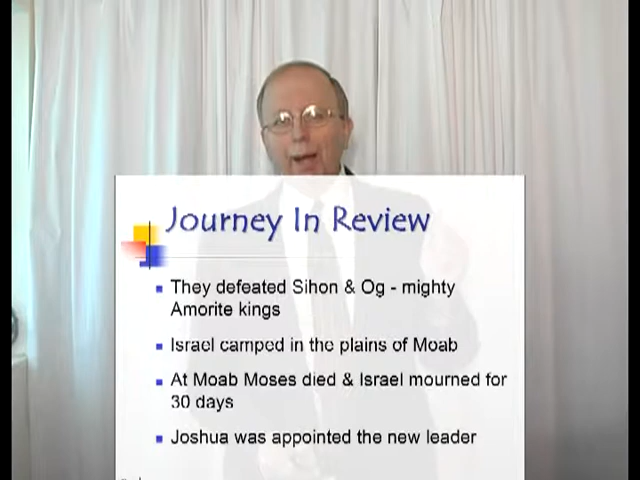 Journey In Review
They defeated Sihon & Og - mighty
Amorite kings
Israel camped in the plains of Moab
At Moab Moses died & Israel mourned for
30 days
Joshua was appointed the new leader